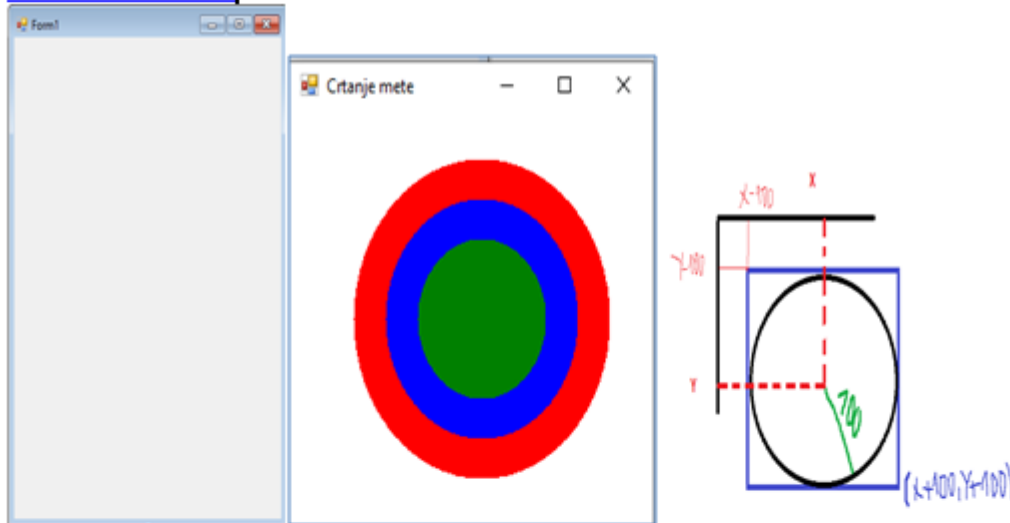 Form1
Crtanje mete
X
X-100
Y-100
Y
100
(X+100,Y+100)